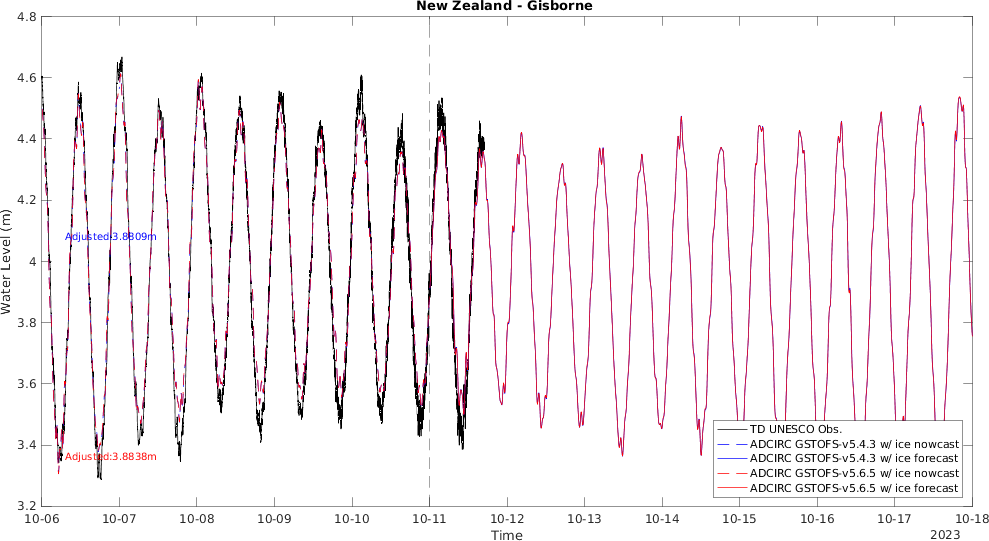 New Zealand - Gisborne
4.8
4.6
4.4
4.2
4
3.8
3.6
3.4
3.2
Water Level (m)
Adjusted:3.8809m
Adjusted:3.8838m
TD UNESCO Obs.
ADCIRC GSTOFS-v5.4.3 w/ ice nowcast
ADCIRC GSTOFS-v5.4.3 w/ ice forecast
ADCIRC GSTOFS-v5.6.5 w/ ice nowcast
ADCIRC GSTOFS-v5.6.5 w/ ice forecast
10-06 10-07 10-08 10-09 10-10 10-11 10-12 10-13 10-14 10-15 10-16 10-17 10-18
Time
2023